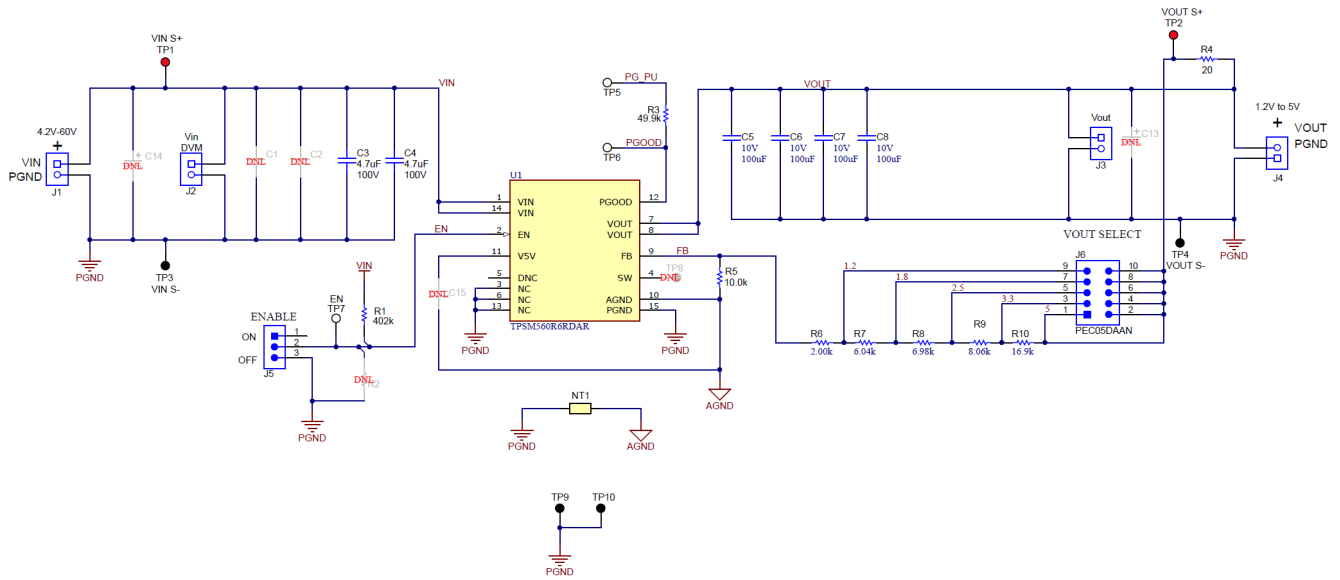 VIN S+
TP1
VIN
4.2V-60V
+
VIN
PGND
J1
+
C14
DNL
Vin
DVM
J2
C1
DNL
C2
DNL
C3
4.7uF
100V
C4
4.7uF
100V
PGND
TP3
VIN S-
PG_PU
TP5
R3
49.9k
PGOOD
TP6
U1
1
VIN
14
VIN
2
EN
11
V5V
5
DNC
3
NC
6
NC
13
NC
PGOOD
12
VOUT
7
VOUT
8
FB
9
SW
4
AGND
10
PGND
15
TPSM560R6RDAR
EN
DNL
C15
PGND
PGND
FB
TP8
DNL
R5
10.0k
AGND
VIN
R1
402k
EN
TP7
ENABLE
ON
OFF
1
2
3
J5
DNL
R2
PGND
VOUT
C5
10V
100uF
C6
10V
100uF
C7
10V
100uF
C8
10V
100uF
VOUT S+
TP2
R4
20
Vout
J3
+
C13
DNL
1.2V to 5V
+
VOUT
PGND
J4
PGND
TP4
VOUT S-
VOUT SELECT
J6
9
10
7
8
5
6
3
4
1
2
PEC05DAAN
1.2
1.8
2.5
3.3
5
R6
2.00k
R7
6.04k
R8
6.98k
R9
8.06k
R10
16.9k
NT1
PGND
AGND
TP9
TP10
PGND